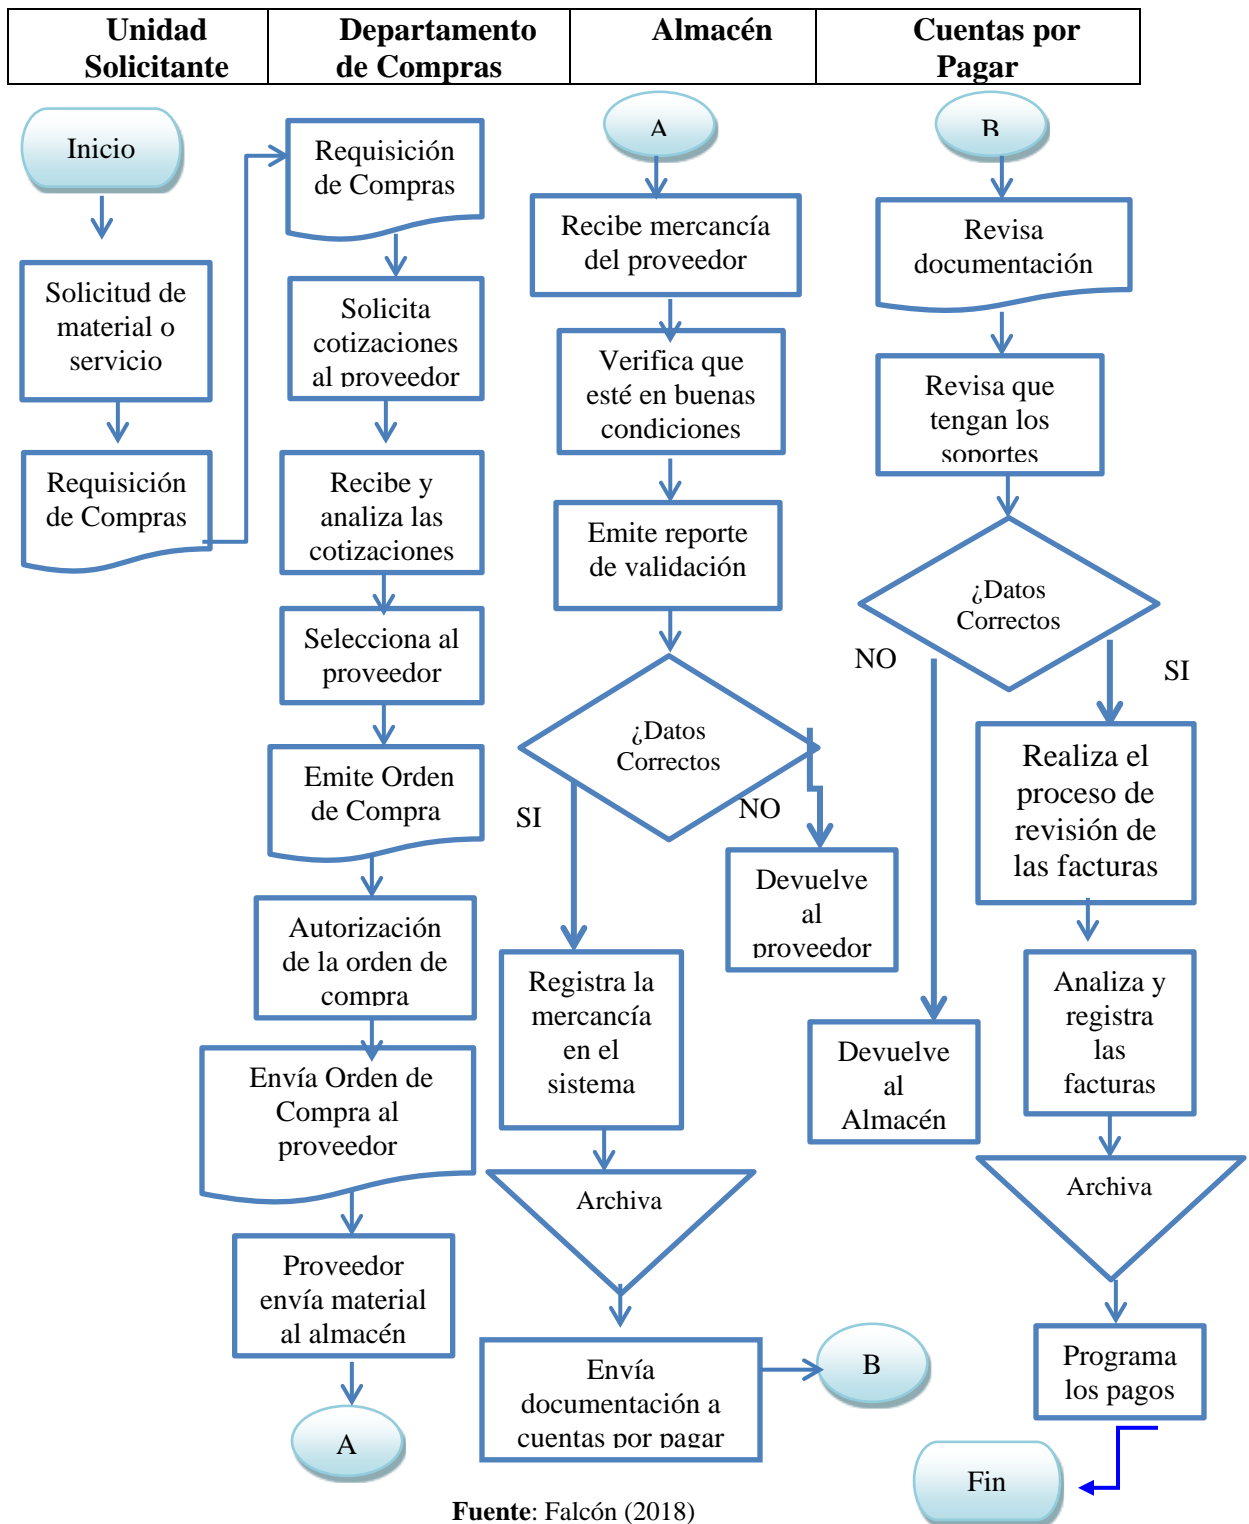 Unidad
Solicitante
Departamento
de Compras
Almacén
Cuentas por
Pagar
Inicio
Solicitud de
material o
servicio
Requisición
de Compras
Requisición
de Compras
Solicita
cotizaciones
al proveedor
Recibe y
analiza las
cotizaciones
Selecciona al
proveedor
Emite Orden
de Compra
Autorización
de la orden de
compra
Envía Orden de
Compra al
proveedor
Proveedor
envía material
al almacén
A
A
Recibe mercancía
del proveedor
Verifica que
esté en buenas
condiciones
Emite reporte
de validación
¿Datos
Correctos
SI
NO
Devuelve
al
proveedor
Registra la
mercancía
en el
sistema
Archiva
Envía
documentación a
cuentas por pagar
B
B
Revisa
documentación
Revisa que
tengan los
soportes
¿Datos
Correctos
NO
SI
Devuelve
al
Almacén
Realiza el
proceso de
revisión de
las facturas
Analiza y
registra
las
facturas
Archiva
Programa
los pagos
Fin
Fuente: Falcón (2018)